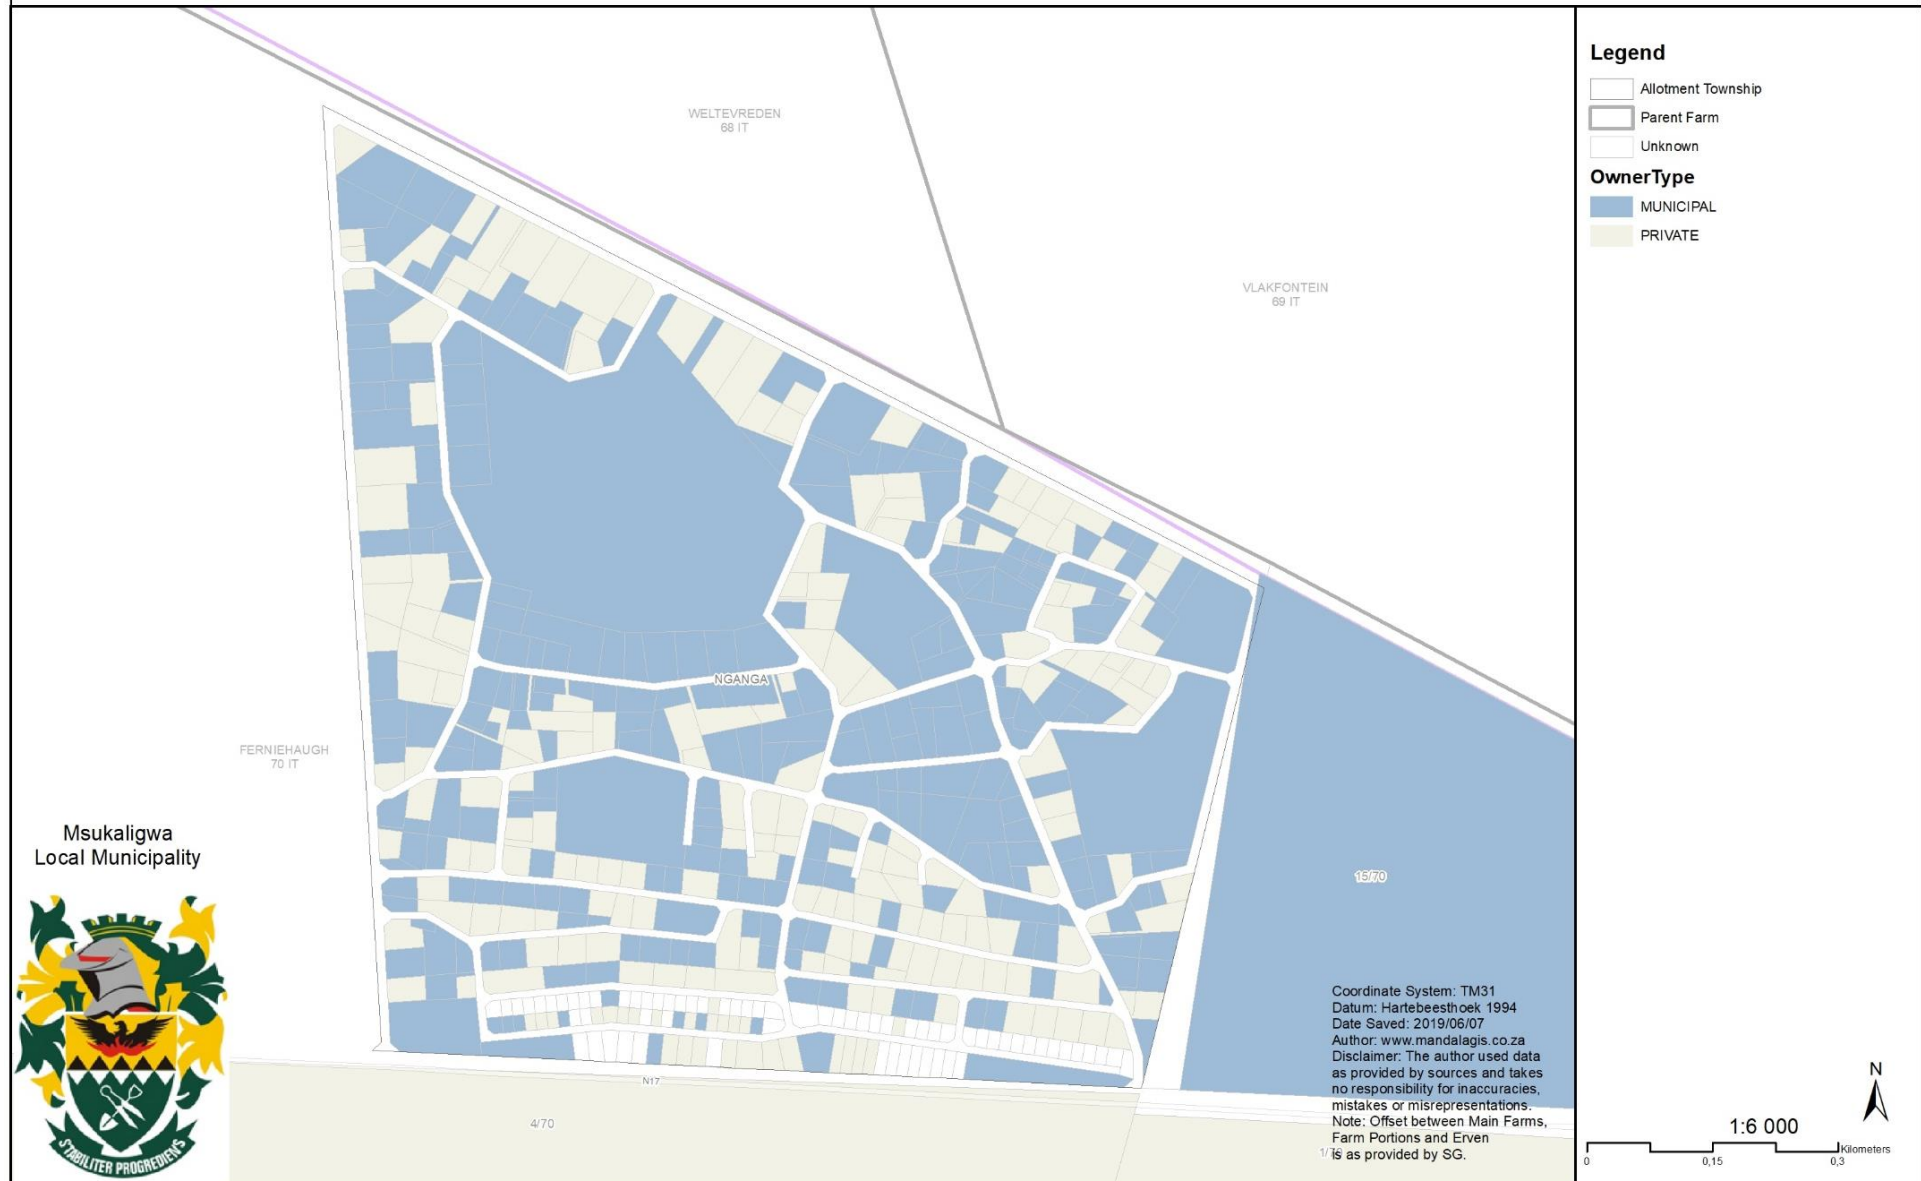 WELTEVREDEN
68 IT
VLAKFONTEIN
69 IT
NGANGA
FERNIEHAUGH
70 IT
15/70
N17
4/70
Msukaligwa
Local Municipality
STABILITER PROGREDIENS
Coordinate System: TM31
Datum: Hartebeesthoek 1994
Date Saved: 2019/06/07
Author: www.mandalagis.co.za
Disclaimer: The author used data
as provided by sources and takes
no responsibility for inaccuracies,
mistakes or misrepresentations.
Note: Offset between Main Farms,
Farm Portions and Erven
is as provided by SG.
Legend
Allotment Township
Parent Farm
Unknown
OwnerType
MUNICIPAL
PRIVATE
N
1:6 000
0 0,15 0,3 Kilometers